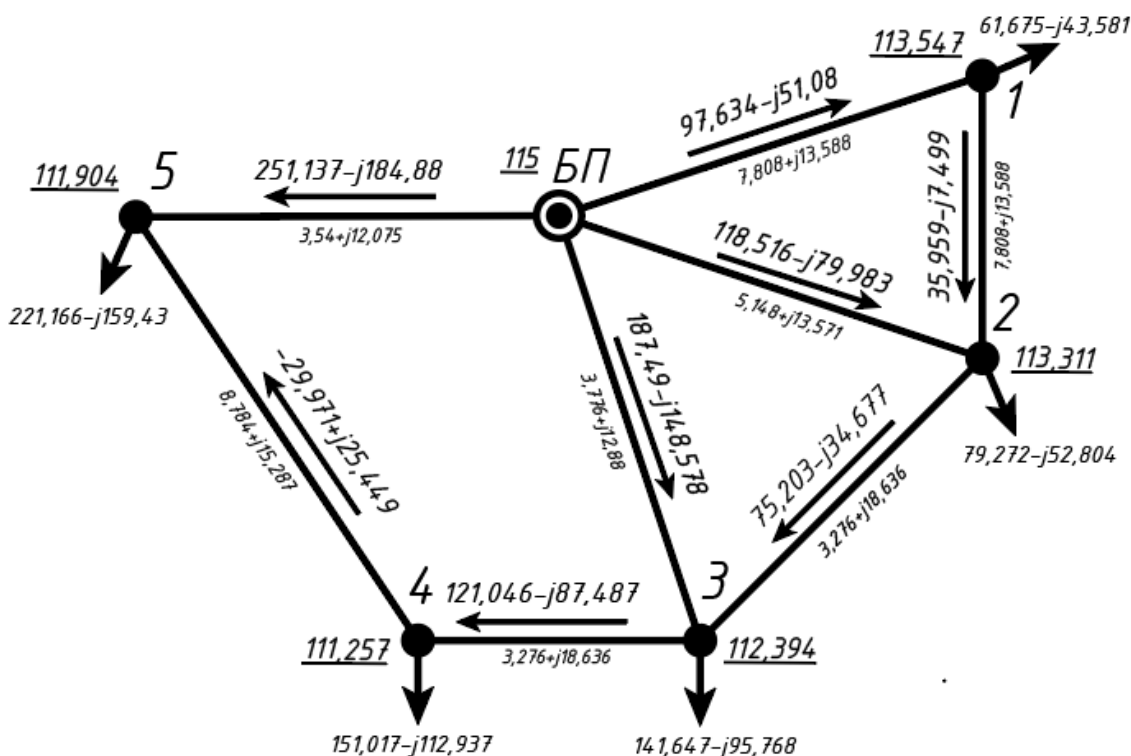 61,675-j43,581
113,547
1
97,634-j51,08
7,808+j13,588
115
БП
5
111,904
251,137-j184,88
3,54+j12,075
221,166-j159,43
35,959-j7,499
7,808+j13,588
118,516-j79,983
5,148+j13,571
2
113,311
79,272-j52,804
187,49-j148,578
3,776+j12,88
75,203-j34,677
3,276+j18,636
-29,971+j25,449
8,784+j15,287
4
111,257
121,046-j87,487
3,276+j18,636
3
112,394
151,017-j112,937
141,647-j95,768